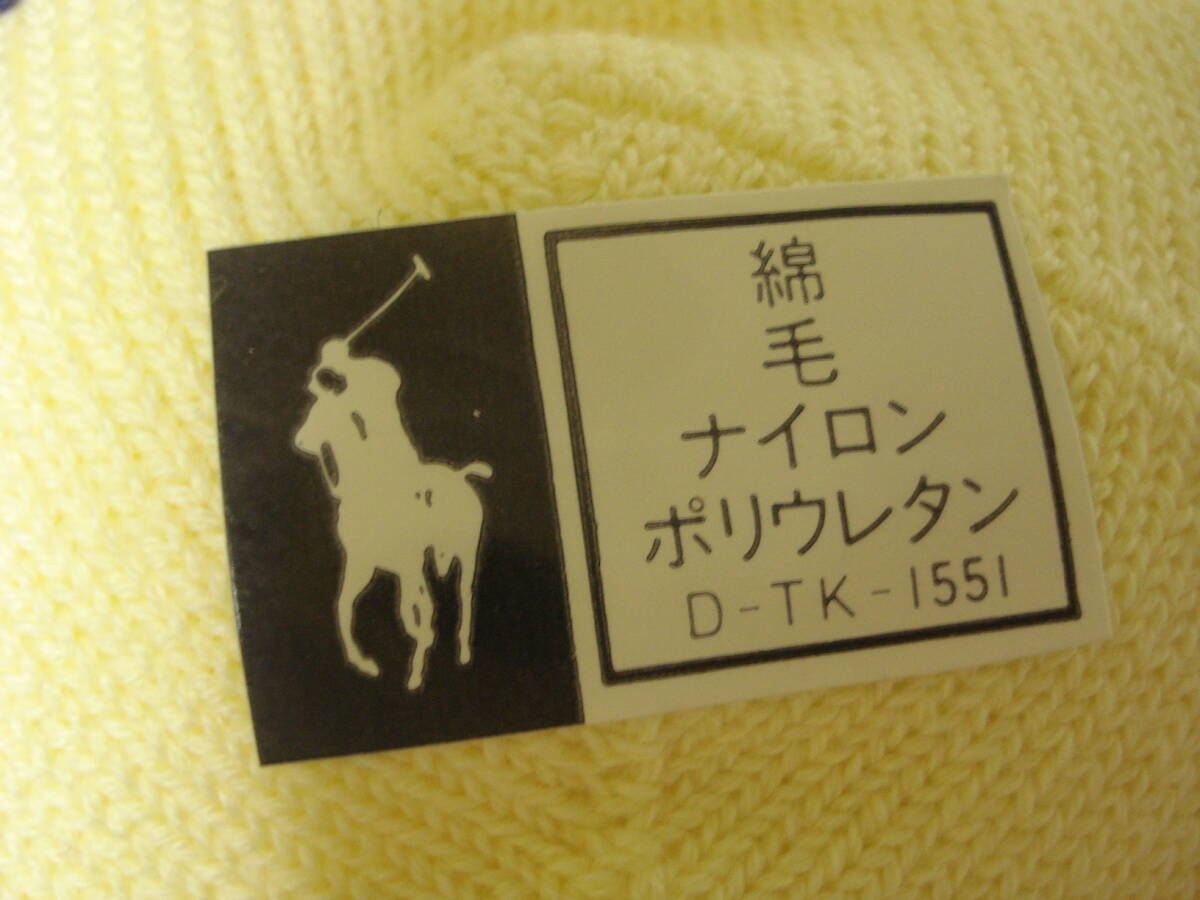 綿
毛
ナイロン
ポリウレタン
D-TK-1551